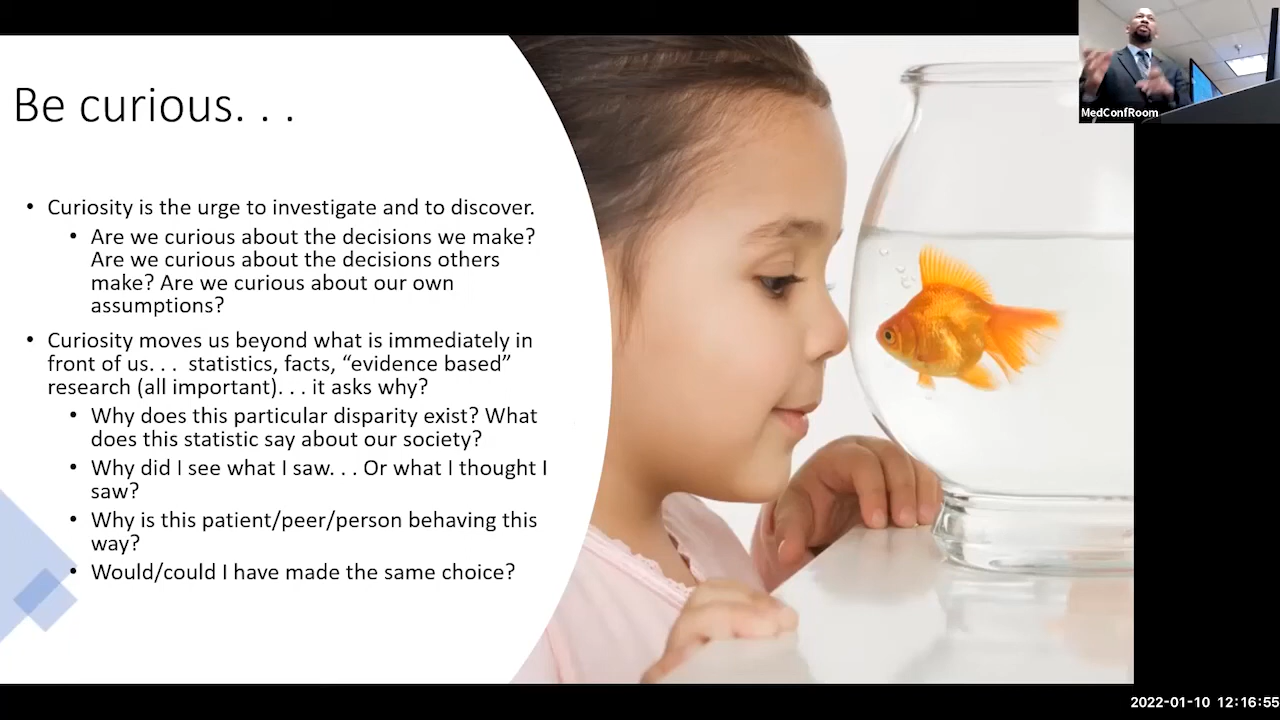 MedConfRoom
Be curious. . .
• Curiosity is the urge to investigate and to discover.
• Are we curious about the decisions we make?
Are we curious about the decisions others
make? Are we curious about our own
assumptions?
• Curiosity moves us beyond what is immediately in
front of us. . .  statistics, facts, “evidence based”
research (all important). . . it asks why?
• Why does this particular disparity exist? What
does this statistic say about our society?
• Why did I see what I saw. . . Or what I thought I
saw?
• Why is this patient/peer/person behaving this
way?
• Would/could I have made the same choice?
2022-01-10 12:16:55